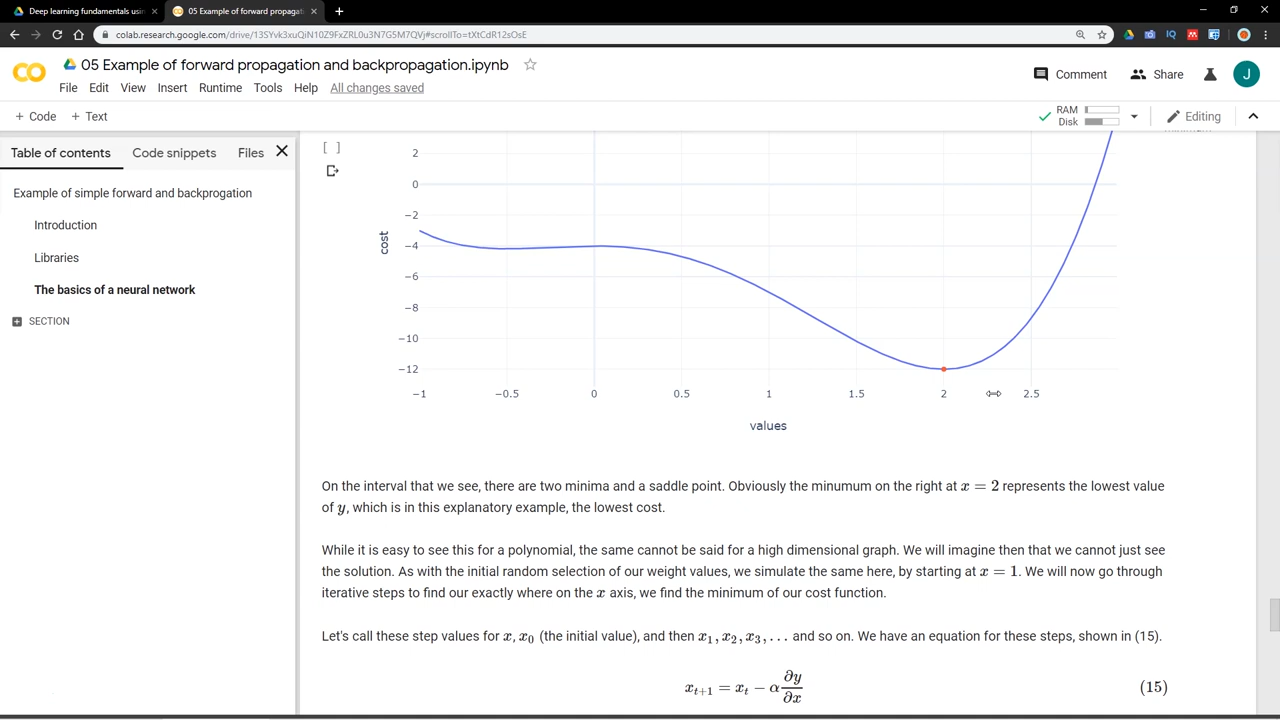 Deep learning fundamentals usin
05 Example of forward propagati
colab.research.google.com/drive/13SYvk3xuQiN10Z9FxZRL0u3N7G5M7QVj#scrollTo=tXtCdR12sOsE
05 Example of forward propagation and backpropagation.ipynb
Comment
Share
J
File Edit View Insert Runtime Tools Help All changes saved
+ Code + Text
RAM
Disk
Editing
Table of contents Code snippets Files
Example of simple forward and backprogation
Introduction
Libraries
The basics of a neural network
SECTION
[ ]
2
0
−2
−4
−6
−8
−10
−12
cost
−1 −0.5 0 0.5 1 1.5 2 2.5
values
On the interval that we see, there are two minima and a saddle point. Obviously the minumum on the right at x = 2 represents the lowest value
of y, which is in this explanatory example, the lowest cost.
While it is easy to see this for a polynomial, the same cannot be said for a high dimensional graph. We will imagine then that we cannot just see
the solution. As with the initial random selection of our weight values, we simulate the same here, by starting at x = 1. We will now go through
iterative steps to find our exactly where on the x axis, we find the minimum of our cost function.
Let's call these step values for x, x₀ (the initial value), and then x₁, x₂, x₃, … and so on. We have an equation for these steps, shown in (15).
xₜ₊₁ = xₜ − α ∂y/∂x (15)